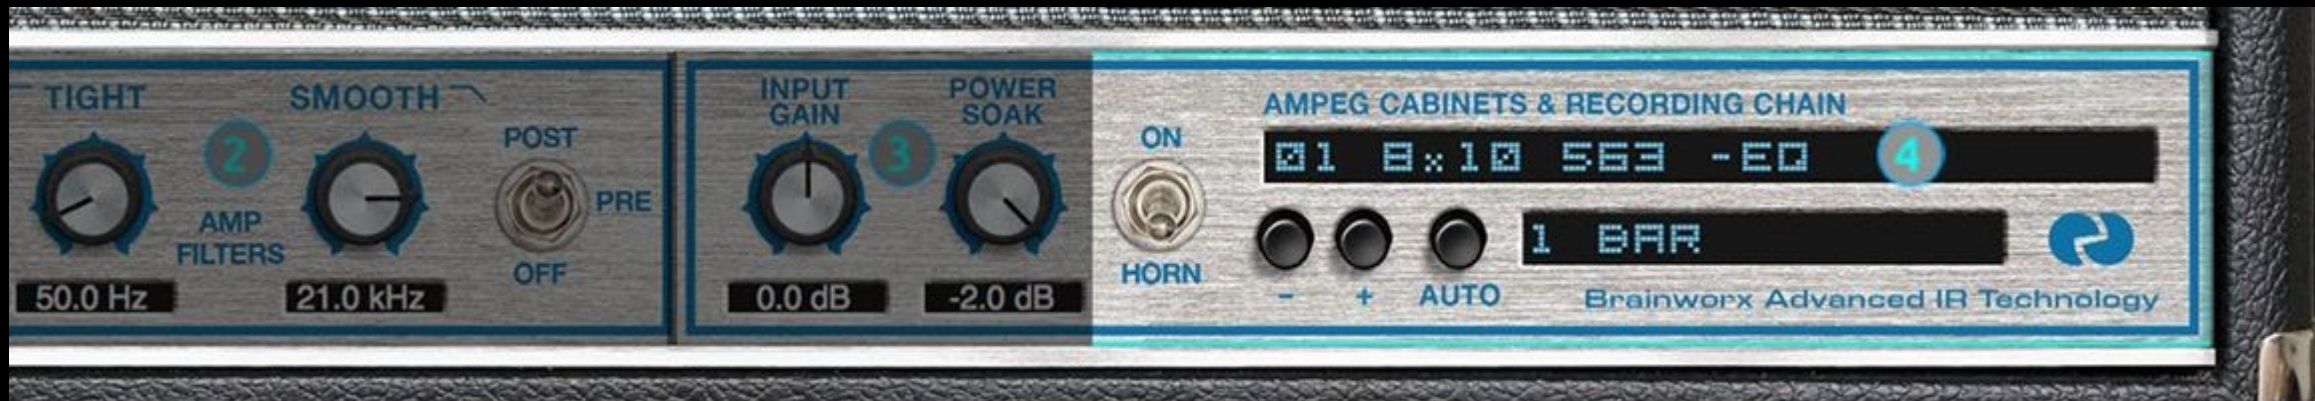 TIGHT
2
AMP
FILTERS
50.0 Hz
SMOOTH
21.0 kHz
POST
PRE
OFF
INPUT
GAIN
0.0 dB
3
POWER
SOAK
-2.0 dB
ON
HORN
AMPEG CABINETS & RECORDING CHAIN
01 8x10 563 -EQ
4
- + AUTO
1 BAR
Brainworx Advanced IR Technology